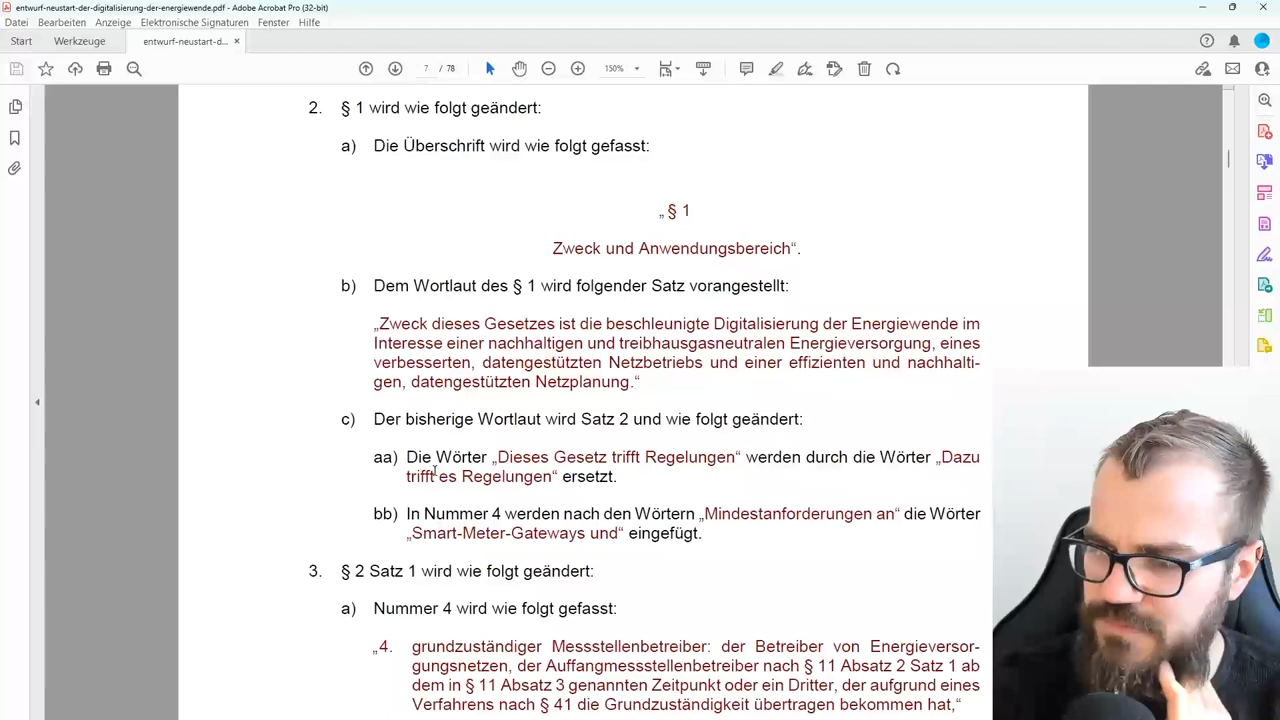 entwurf-neustart-der-digitalisierung-der-energiewende.pdf - Adobe Acrobat Pro (32-bit)
Datei Bearbeiten Anzeige Elektronische Signaturen Fenster Hilfe
Start Werkzeuge entwurf-neustart-d... ×
7 / 78 150%
2. § 1 wird wie folgt geändert:
a) Die Überschrift wird wie folgt gefasst:
„§ 1
Zweck und Anwendungsbereich“.
b) Dem Wortlaut des § 1 wird folgender Satz vorangestellt:
„Zweck dieses Gesetzes ist die beschleunigte Digitalisierung der Energiewende im
Interesse einer nachhaltigen und treibhausgasneutralen Energieversorgung, eines
verbesserten, datengestützten Netzbetriebs und einer effizienten und nachhalti-
gen, datengestützten Netzplanung.“
c) Der bisherige Wortlaut wird Satz 2 und wie folgt geändert:
aa) Die Wörter „Dieses Gesetz trifft Regelungen“ werden durch die Wörter „Dazu
trifft es Regelungen“ ersetzt.
bb) In Nummer 4 werden nach den Wörtern „Mindestanforderungen an“ die Wörter
„Smart-Meter-Gateways und“ eingefügt.
3. § 2 Satz 1 wird wie folgt geändert:
a) Nummer 4 wird wie folgt gefasst:
„4. grundzuständiger Messstellenbetreiber: der Betreiber von Energieversor-
gungsnetzen, der Auffangmessstellenbetreiber nach § 11 Absatz 2 Satz 1 ab
dem in § 11 Absatz 3 genannten Zeitpunkt oder ein Dritter, der aufgrund eines
Verfahrens nach § 41 die Grundzuständigkeit übertragen bekommen hat,“